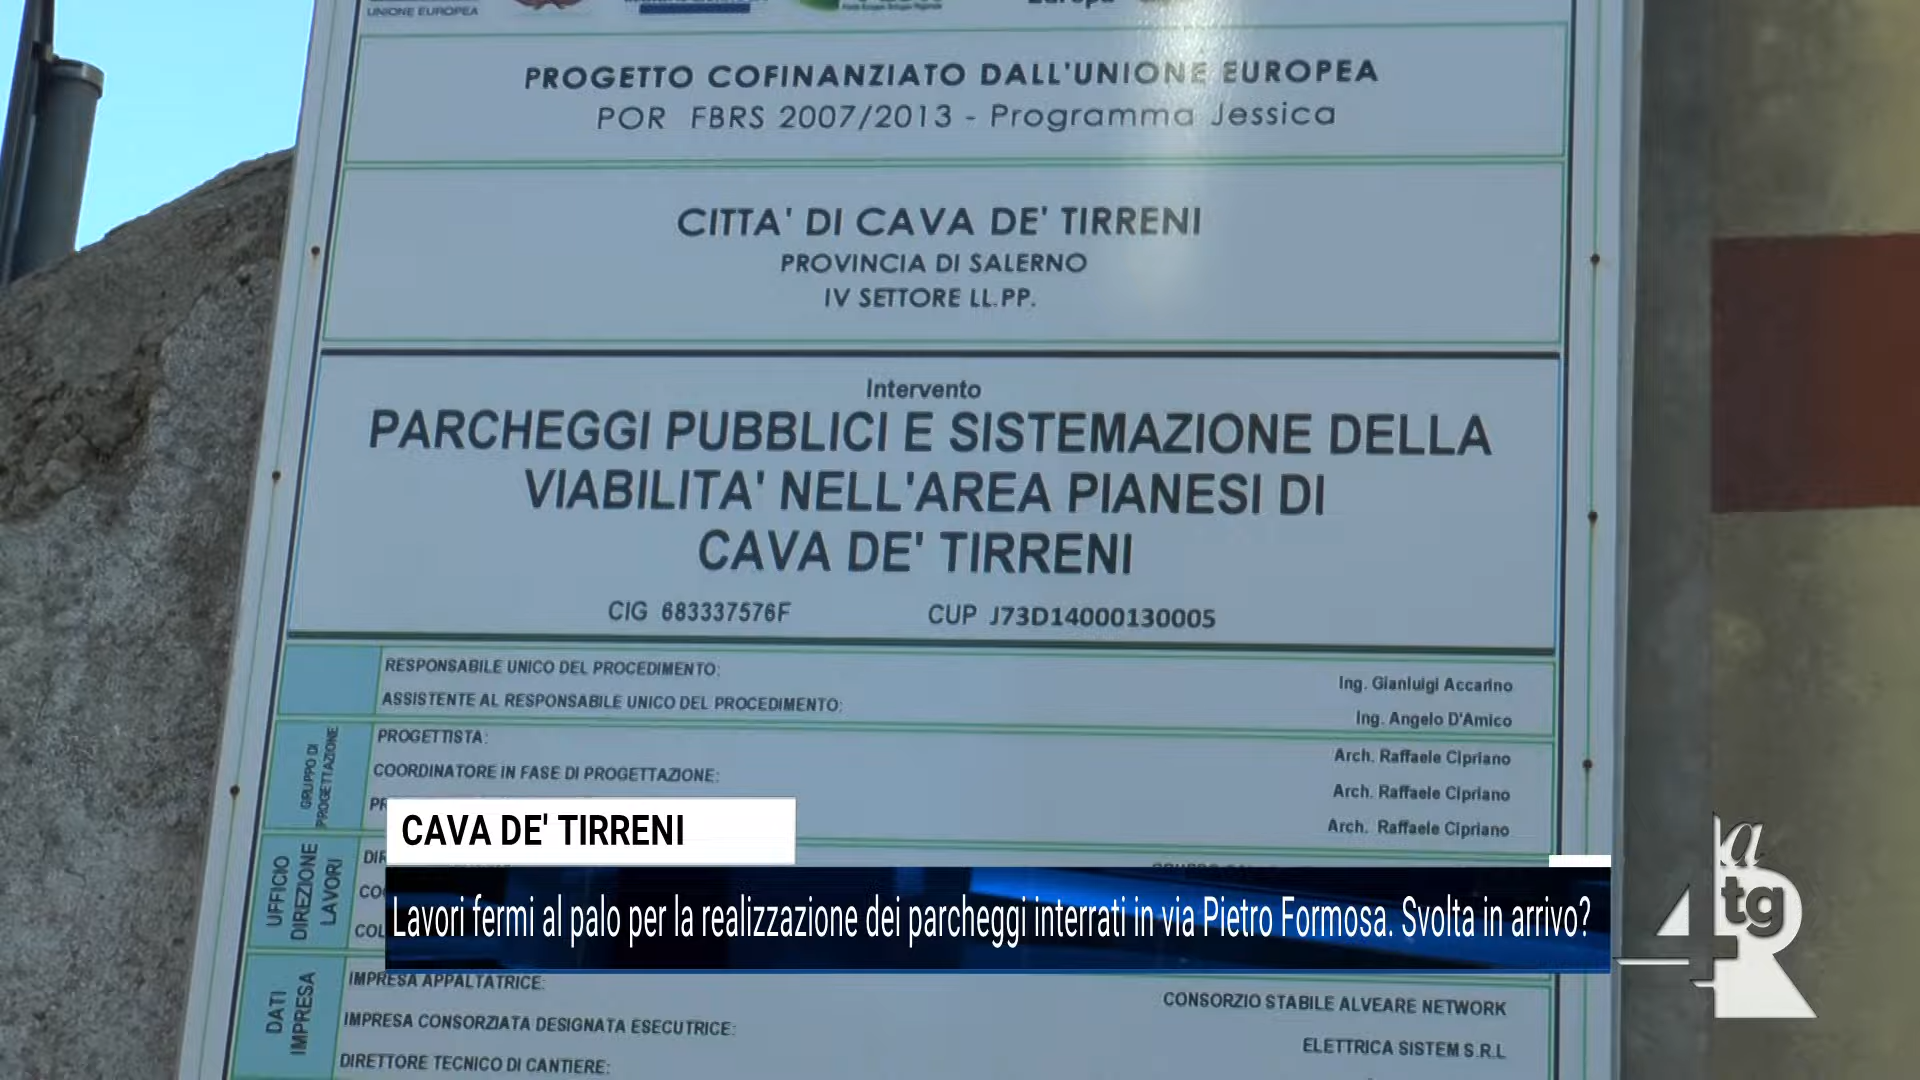 UNIONE EUROPEA
PROGETTO COFINANZIATO DALL'UNIONE EUROPEA
POR FBRS 2007/2013 - Programma Jessica
CITTA' DI CAVA DE' TIRRENI
PROVINCIA DI SALERNO
IV SETTORE LL.PP.
Intervento
PARCHEGGI PUBBLICI E SISTEMAZIONE DELLA
VIABILITA' NELL'AREA PIANESI DI
CAVA DE' TIRRENI
CIG 683337576F CUP J73D14000130005
RESPONSABILE UNICO DEL PROCEDIMENTO: Ing. Gianluigi Accarino
ASSISTENTE AL RESPONSABILE UNICO DEL PROCEDIMENTO: Ing. Angelo D'Amico
GRUPPO DI
PROGETTAZIONE
PROGETTISTA: Arch. Raffaele Cipriano
COORDINATORE IN FASE DI PROGETTAZIONE: Arch. Raffaele Cipriano
Arch. Raffaele Cipriano
CAVA DE' TIRRENI
UFFICIO
DIREZIONE
LAVORI
Lavori fermi al palo per la realizzazione dei parcheggi interrati in via Pietro Formosa. Svolta in arrivo?
a
tg
4
DATI
IMPRESA
IMPRESA APPALTATRICE: CONSORZIO STABILE ALVEARE NETWORK
IMPRESA CONSORZIATA DESIGNATA ESECUTRICE: ELETTRICA SISTEM S.R.L
DIRETTORE TECNICO DI CANTIERE: